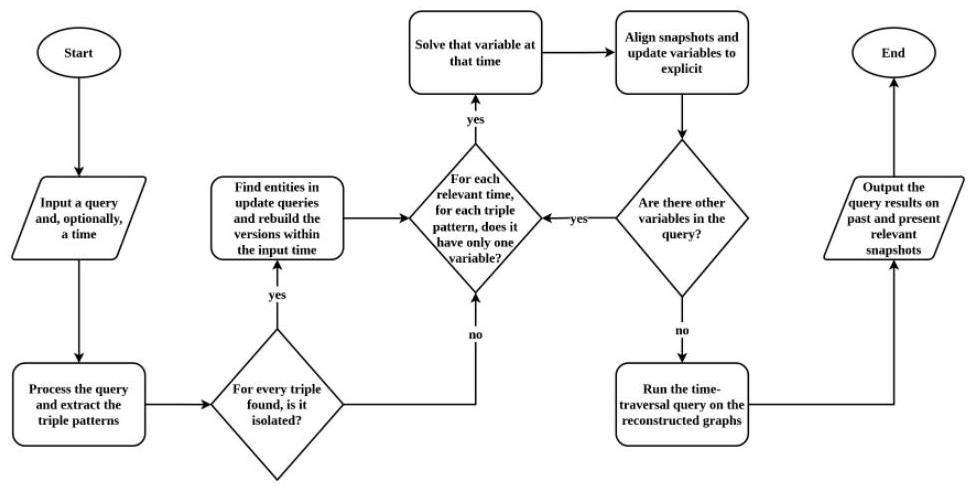 Start
Input a query
and, optionally,
a time
Process the query
and extract the
triple patterns
For every triple
found, is it
isolated?
yes
Find entities in
update queries
and rebuild the
versions within
the input time
no
For each
relevant time,
for each triple
pattern, does it
have only one
variable?
yes
Solve that variable at
that time
Align snapshots and
update variables to
explicit
Are there other
variables in the
query?
yes
no
Run the time-
traversal query on the
reconstructed graphs
Output the
query results on
past and present
relevant
snapshots
End